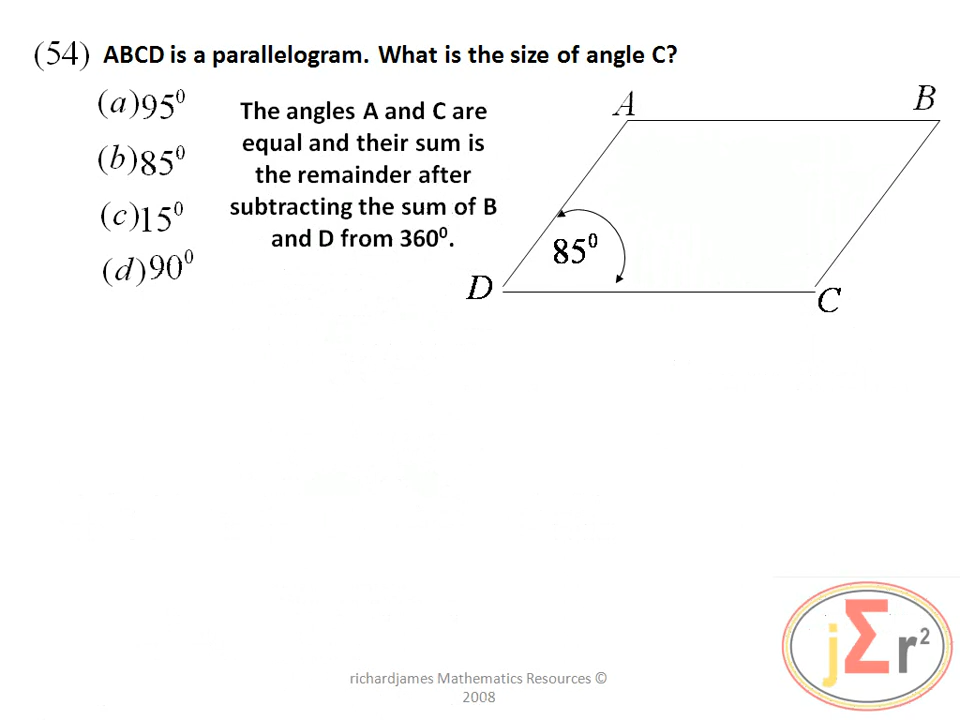 (54) ABCD is a parallelogram. What is the size of angle C?
(a)95⁰
(b)85⁰
(c)15⁰
(d)90⁰
The angles A and C are
equal and their sum is
the remainder after
subtracting the sum of B
and D from 360⁰.
A
B
85⁰
D
C
jΣr²
richardjames Mathematics Resources ©
2008